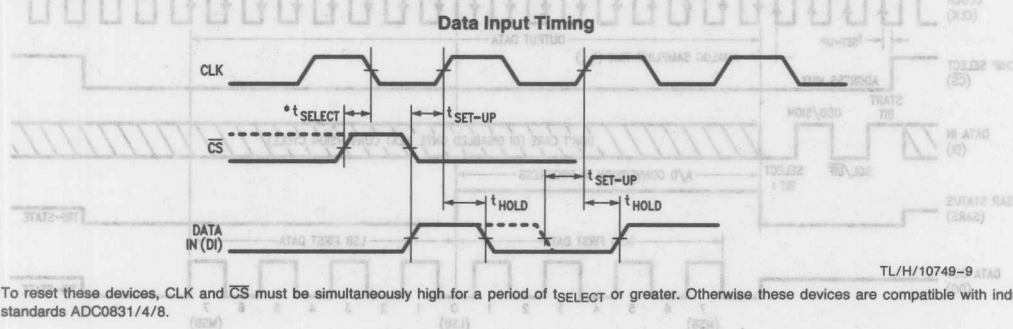 Data Input Timing
CLK
*tSELECT
tSET-UP
CS
tSET-UP
tHOLD
tHOLD
DATA
IN (DI)
TL/H/10749–9
To reset these devices, CLK and CS must be simultaneously high for a period of tSELECT or greater. Otherwise these devices are compatible with ind
standards ADC0831/4/8.